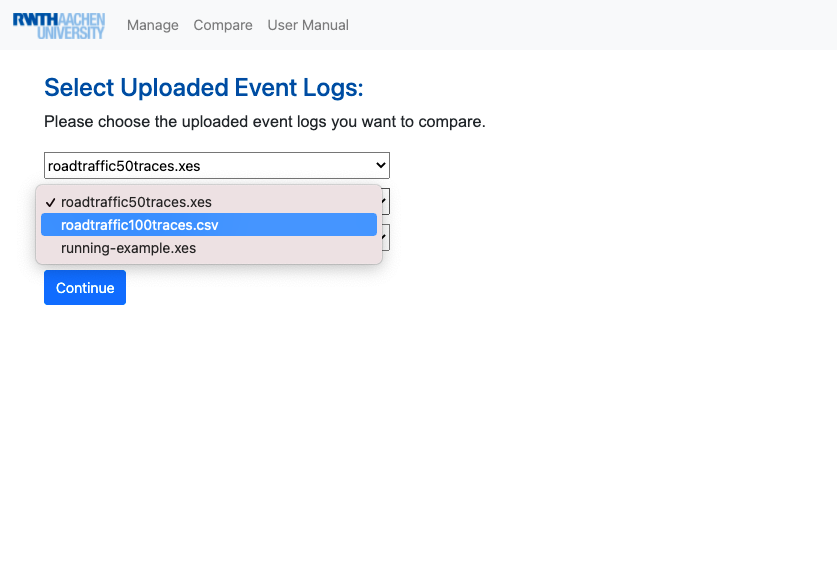 RWTHAACHEN
UNIVERSITY
Manage Compare User Manual
Select Uploaded Event Logs:
Please choose the uploaded event logs you want to compare.
roadtraffic50traces.xes
✓ roadtraffic50traces.xes
roadtraffic100traces.csv
running-example.xes
Continue